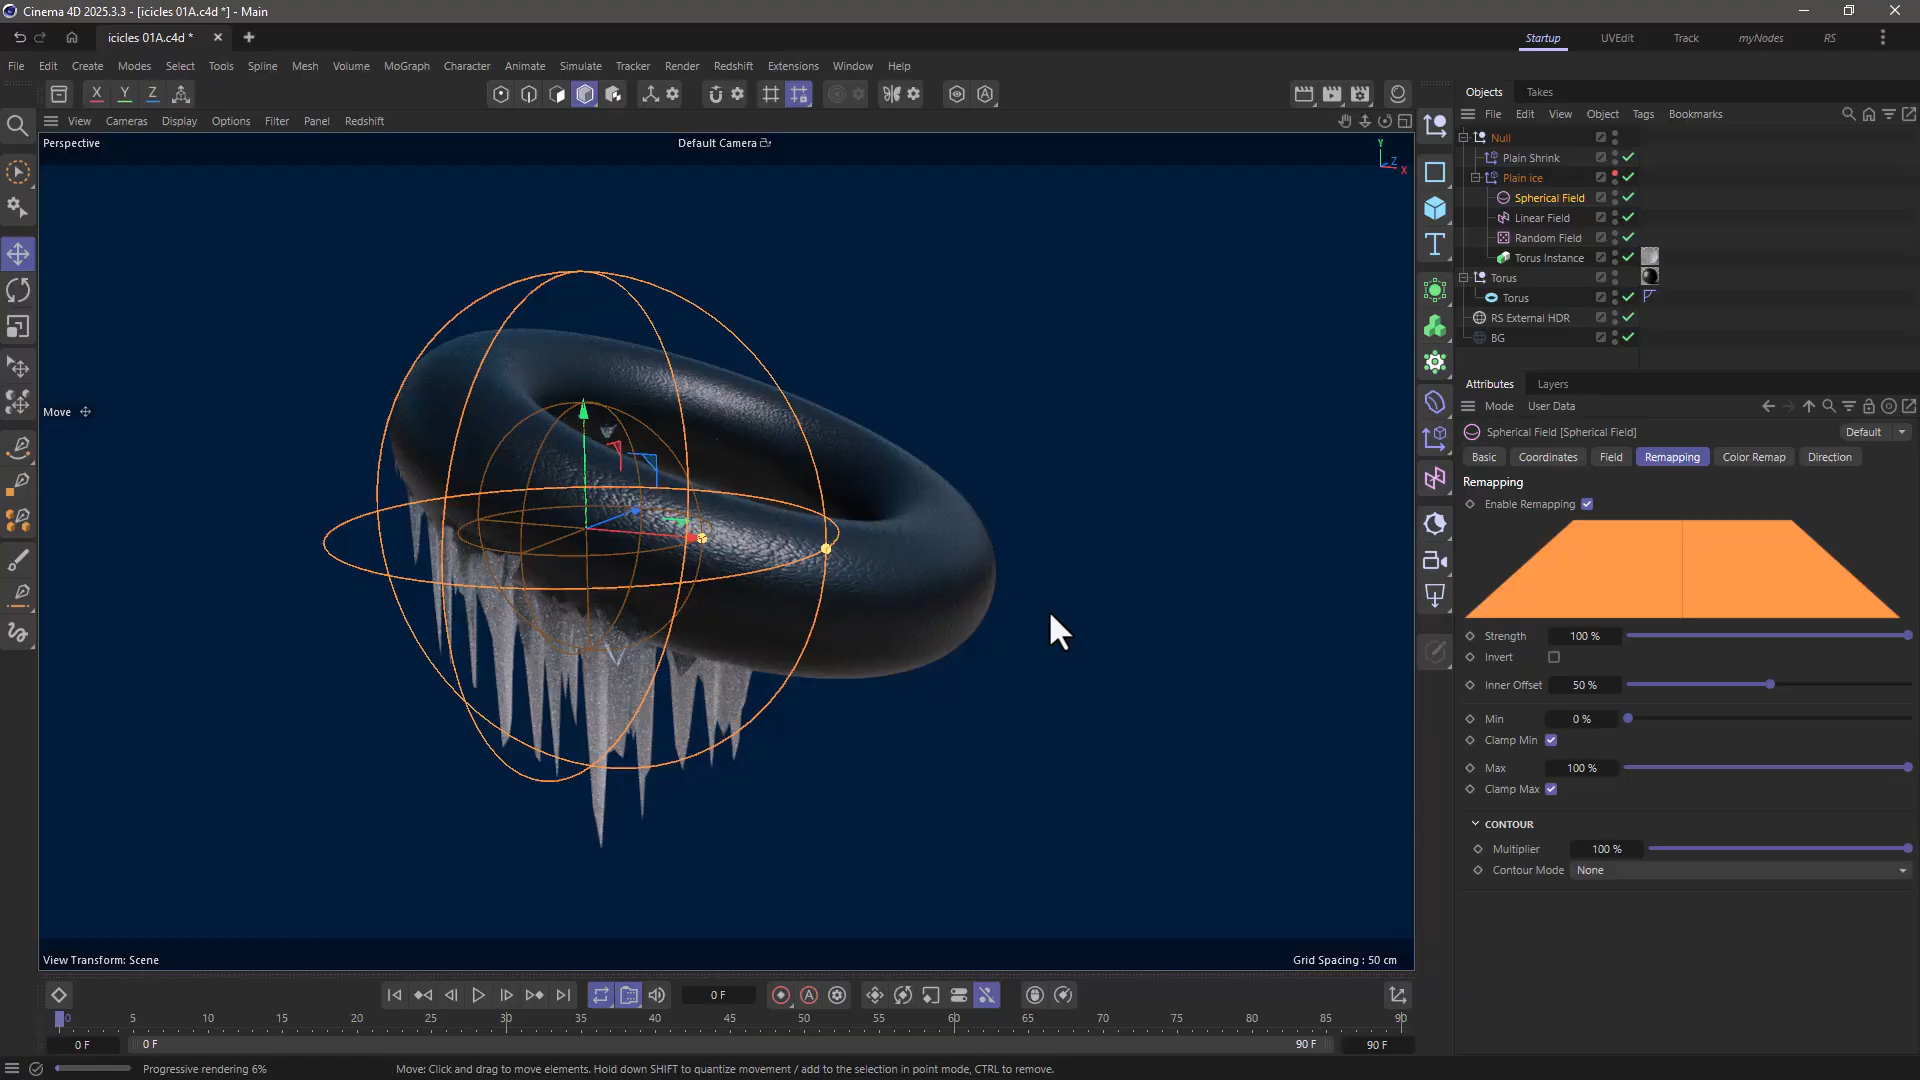 Cinema 4D 2025.3.3 - [icicles 01A.c4d *] - Main
icicles 01A.c4d *
Startup UVEdit Track myNodes RS
File Edit Create Modes Select Tools Spline Mesh Volume MoGraph Character Animate Simulate Tracker Render Redshift Extensions Window Help
X Y Z
View Cameras Display Options Filter Panel Redshift
Perspective
Default Camera
Y
Z
X
Move
View Transform: Scene
Grid Spacing : 50 cm
Objects Takes
File Edit View Object Tags Bookmarks
Null
Plain Shrink
Plain ice
Spherical Field
Linear Field
Random Field
Torus Instance
Torus
Torus
RS External HDR
BG
Attributes Layers
Mode User Data
Spherical Field [Spherical Field] Default
Basic Coordinates Field Remapping Color Remap Direction
Remapping
Enable Remapping
Strength 100 %
Invert
Inner Offset 50 %
Min 0 %
Clamp Min
Max 100 %
Clamp Max
CONTOUR
Multiplier 100 %
Contour Mode None
0 F
0 5 10 15 20 25 30 35 40 45 50 55 60 65 70 75 80 85 90
0 F 0 F 90 F 90 F
Progressive rendering 6% Move: Click and drag to move elements. Hold down SHIFT to quantize movement / add to the selection in point mode, CTRL to remove.